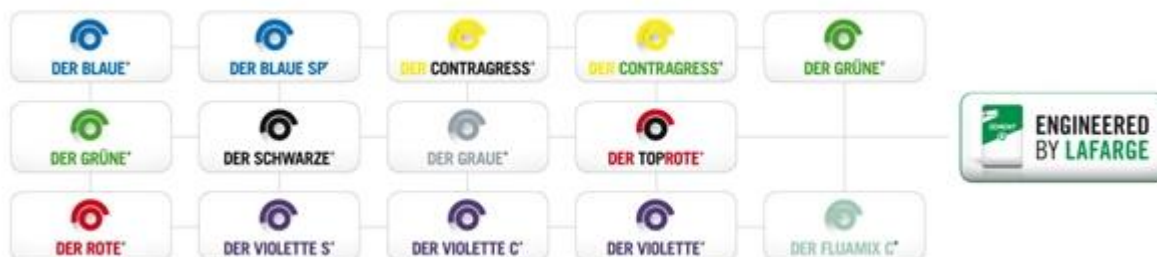 DER BLAUE*
DER BLAUE SP*
DER CONTRAGRESS*
DER CONTRAGRESS*
DER GRÜNE*
DER GRÜNE*
DER SCHWARZE*
DER GRAUE*
DER TOPROTE*
ENGINEERED
BY LAFARGE
DER ROTE*
DER VIOLETTE S*
DER VIOLETTE C*
DER VIOLETTE*
DER FLUAMIX C*